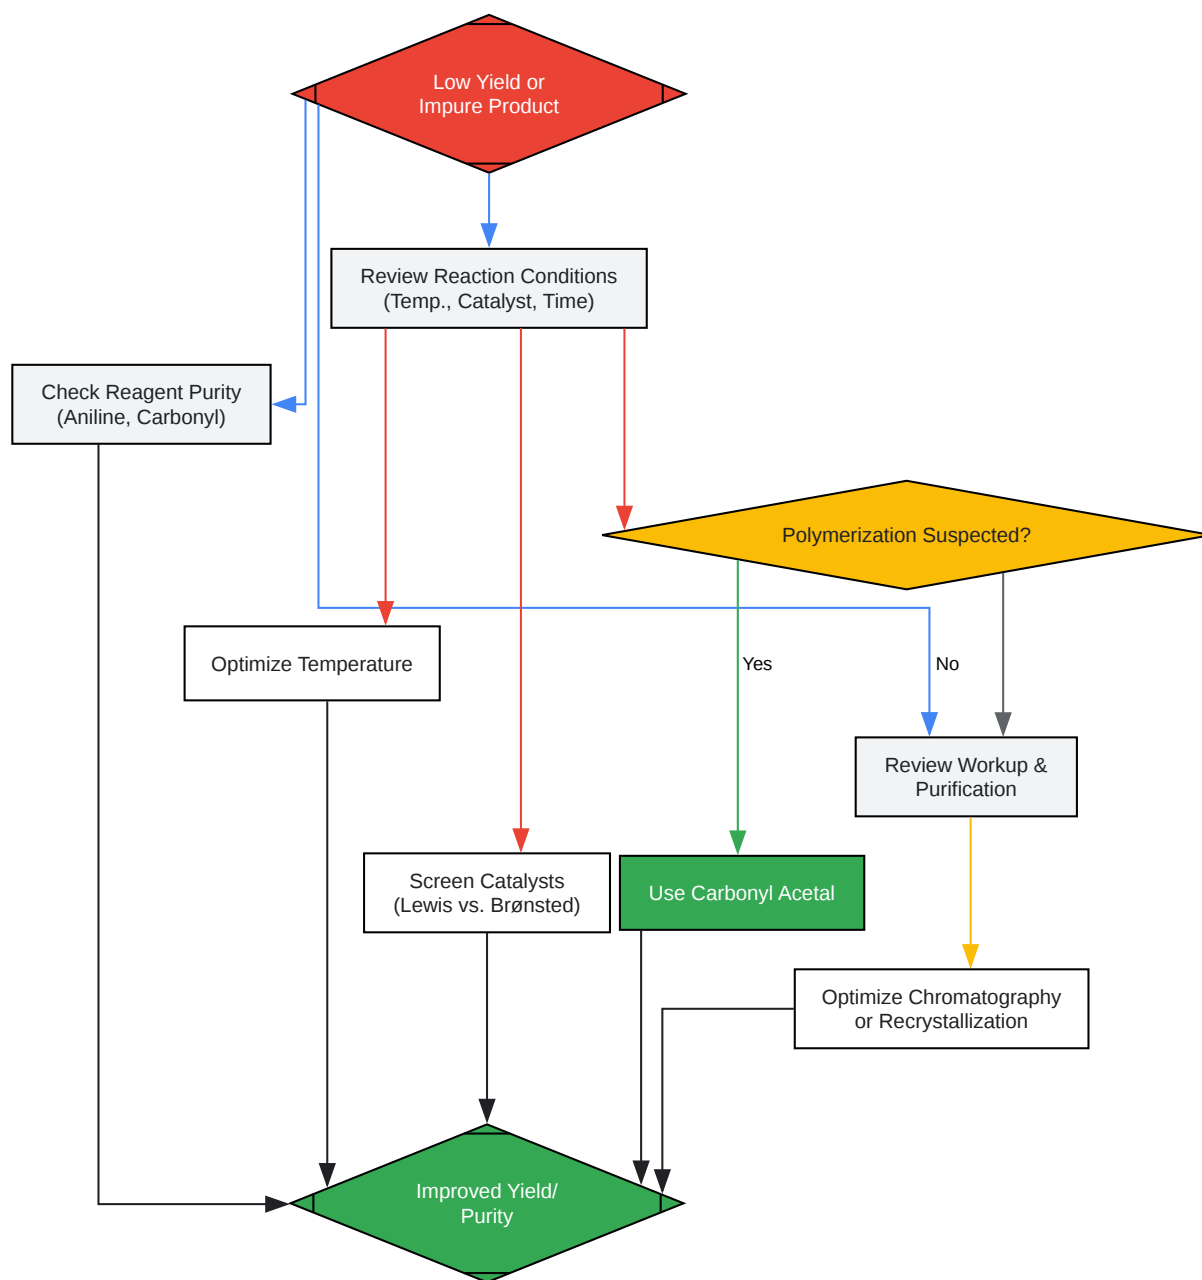 Low Yield or
Impure Product
Review Reaction Conditions
(Temp., Catalyst, Time)
Check Reagent Purity
(Aniline, Carbonyl)
Polymerization Suspected?
Optimize Temperature
Yes
No
Review Workup &
Purification
Screen Catalysts
(Lewis vs. Brønsted)
Use Carbonyl Acetal
Optimize Chromatography
or Recrystallization
Improved Yield/
Purity